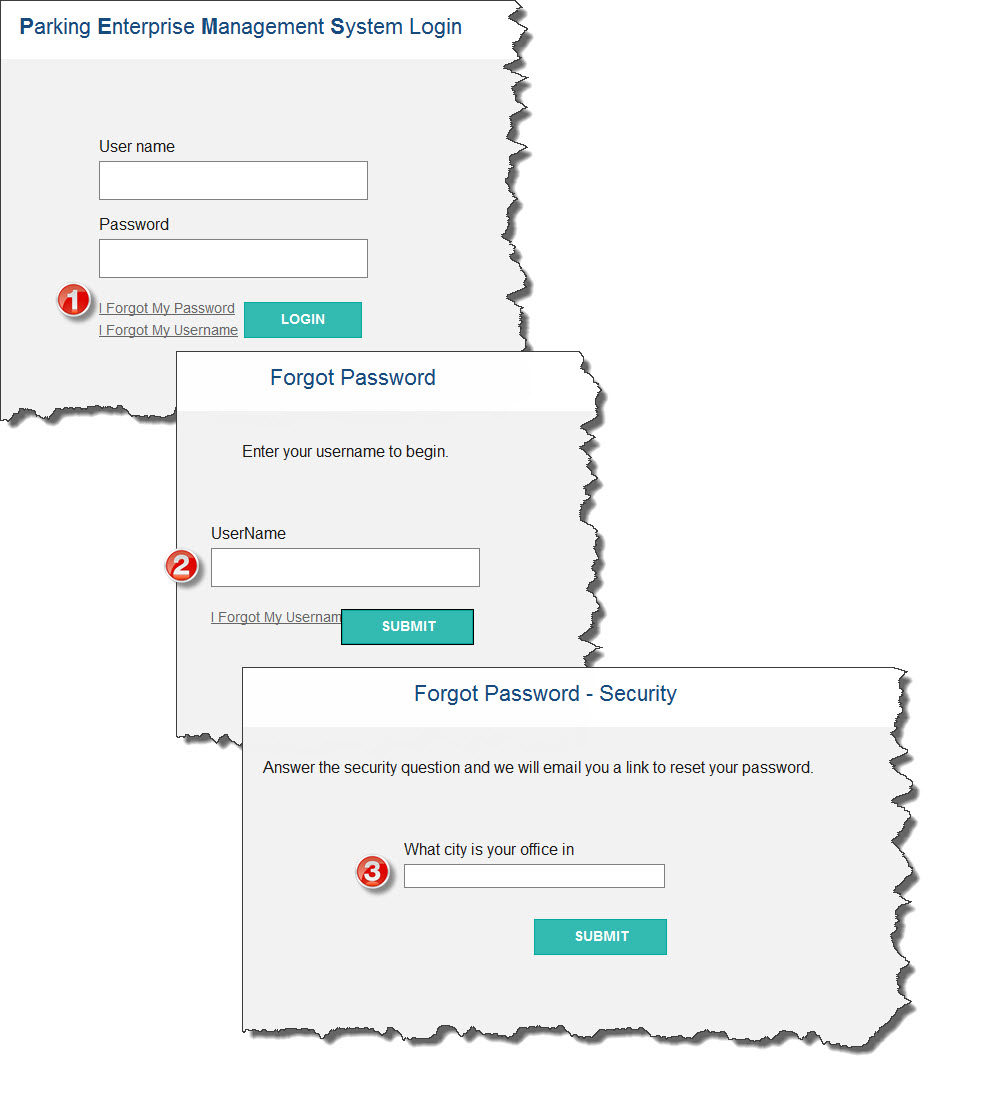 Parking Enterprise Management System Login
User name
Password
1
I Forgot My Password
LOGIN
I Forgot My Username
Forgot Password
Enter your username to begin.
UserName
2
I Forgot My Usernam
SUBMIT
Forgot Password - Security
Answer the security question and we will email you a link to reset your password.
What city is your office in
3
SUBMIT